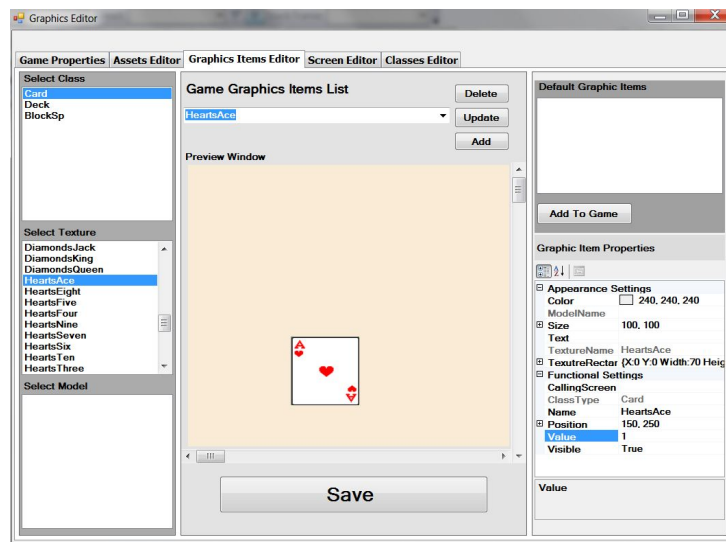 Graphics Editor
Game Properties Assets Editor Graphics Items Editor Screen Editor Classes Editor
Select Class
Card
Deck
BlockSp
Select Texture
DiamondsJack
DiamondsKing
DiamondsQueen
HeartsAce
HeartsEight
HeartsFive
HeartsFour
HeartsNine
HeartsSeven
HeartsSix
HeartsTen
HeartsThree
Select Model
Game Graphics Items List
Delete
HeartsAce
Update
Add
Preview Window
A
A
Save
Default Graphic Items
Add To Game
Graphic Item Properties
Appearance Settings
Color 240, 240, 240
ModelName
Size 100, 100
Text
TextureName HeartsAce
TexutreRectar {X:0 Y:0 Width:70 Heig
Functional Settings
CallingScreen
ClassType Card
Name HeartsAce
Position 150, 250
Value 1
Visible True
Value